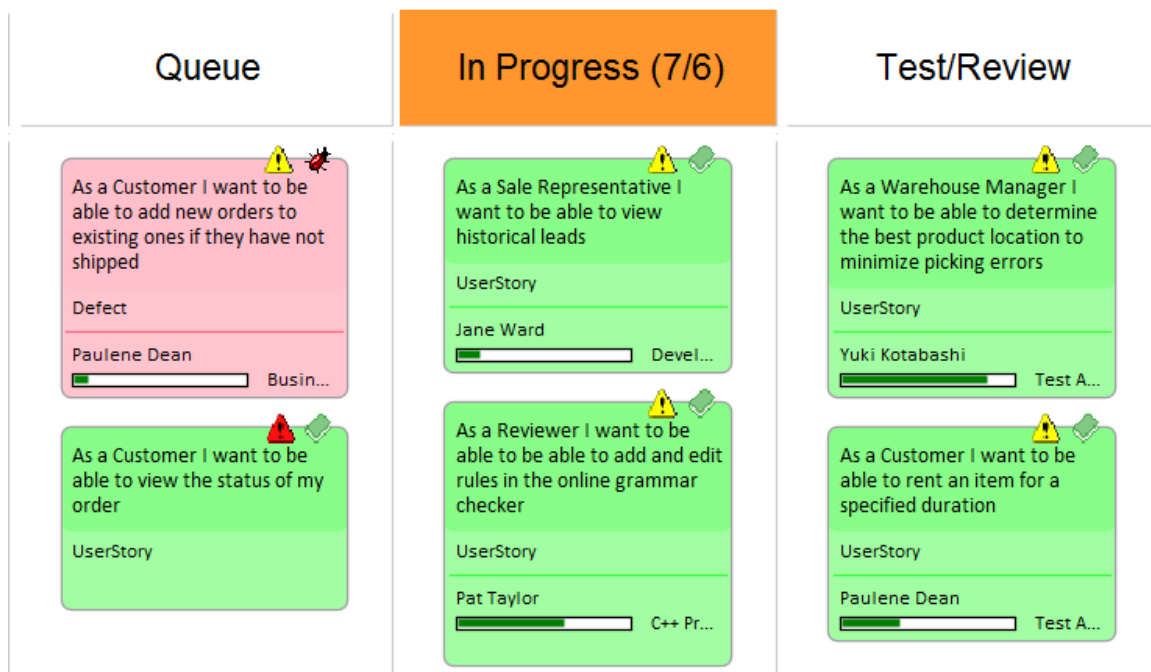 Queue
In Progress (7/6)
Test/Review
As a Customer I want to be
able to add new orders to
existing ones if they have not
shipped
Defect
Paulene Dean
Busin...
As a Customer I want to be
able to view the status of my
order
UserStory
As a Sale Representative I
want to be able to view
historical leads
UserStory
Jane Ward
Devel...
As a Reviewer I want to be
able to be able to add and edit
rules in the online grammar
checker
UserStory
Pat Taylor
C++ Pr...
As a Warehouse Manager I
want to be able to determine
the best product location to
minimize picking errors
UserStory
Yuki Kotabashi
Test A...
As a Customer I want to be
able to rent an item for a
specified duration
UserStory
Paulene Dean
Test A...